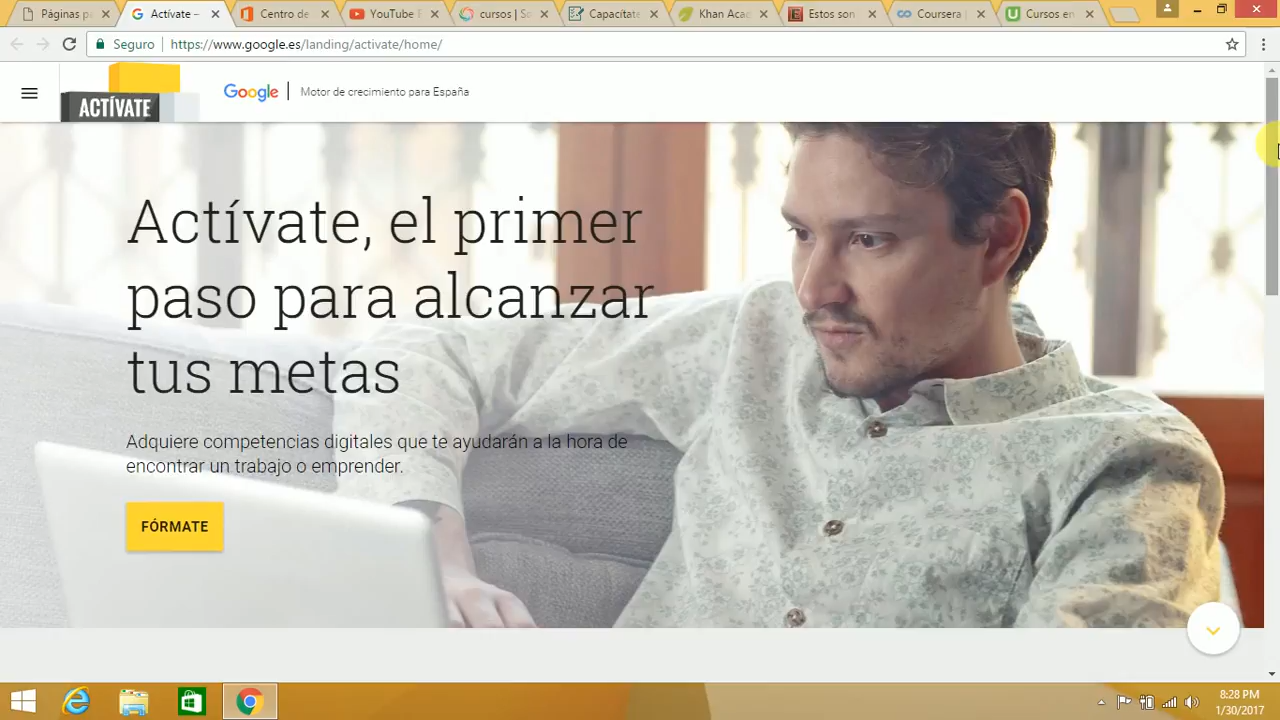 Páginas p
Actívate –
Centro de
YouTube
cursos | So
Capacítate
Khan Aca
Estos son
Coursera |
Cursos en
Seguro
https://www.google.es/landing/activate/home/
ACTÍVATE
Google
Motor de crecimiento para España
Actívate, el primer
paso para alcanzar
tus metas
Adquiere competencias digitales que te ayudarán a la hora de
encontrar un trabajo o emprender.
FÓRMATE
8:28 PM
1/30/2017